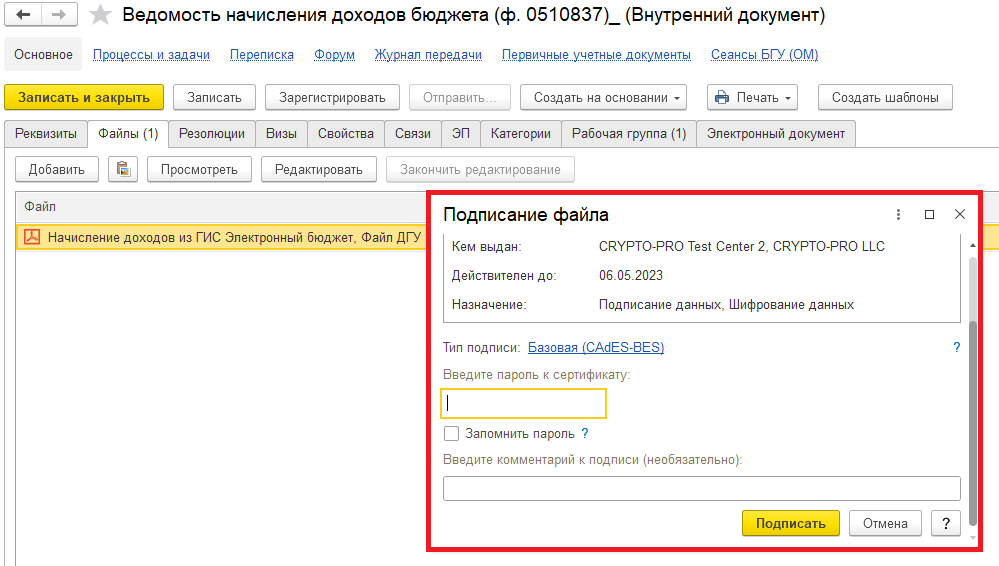 Ведомость начисления доходов бюджета (ф. 0510837)_ (Внутренний документ)
Основное Процессы и задачи Переписка Форум Журнал передачи Первичные учетные документы Сеансы БГУ (ОМ)
Записать и закрыть Записать Зарегистрировать Отправить... Создать на основании Печать Создать шаблоны
Реквизиты Файлы (1) Резолюции Визы Свойства Связи ЭП Категории Рабочая группа (1) Электронный документ
Добавить Просмотреть Редактировать Закончить редактирование
Файл
Начисление доходов из ГИС Электронный бюджет, Файл ДГУ
Подписание файла
Кем выдан: CRYPTO-PRO Test Center 2, CRYPTO-PRO LLC
Действителен до: 06.05.2023
Назначение: Подписание данных, Шифрование данных
Тип подписи: Базовая (CAdES-BES) ?
Введите пароль к сертификату:
Запомнить пароль ?
Введите комментарий к подписи (необязательно):
Подписать Отмена ?